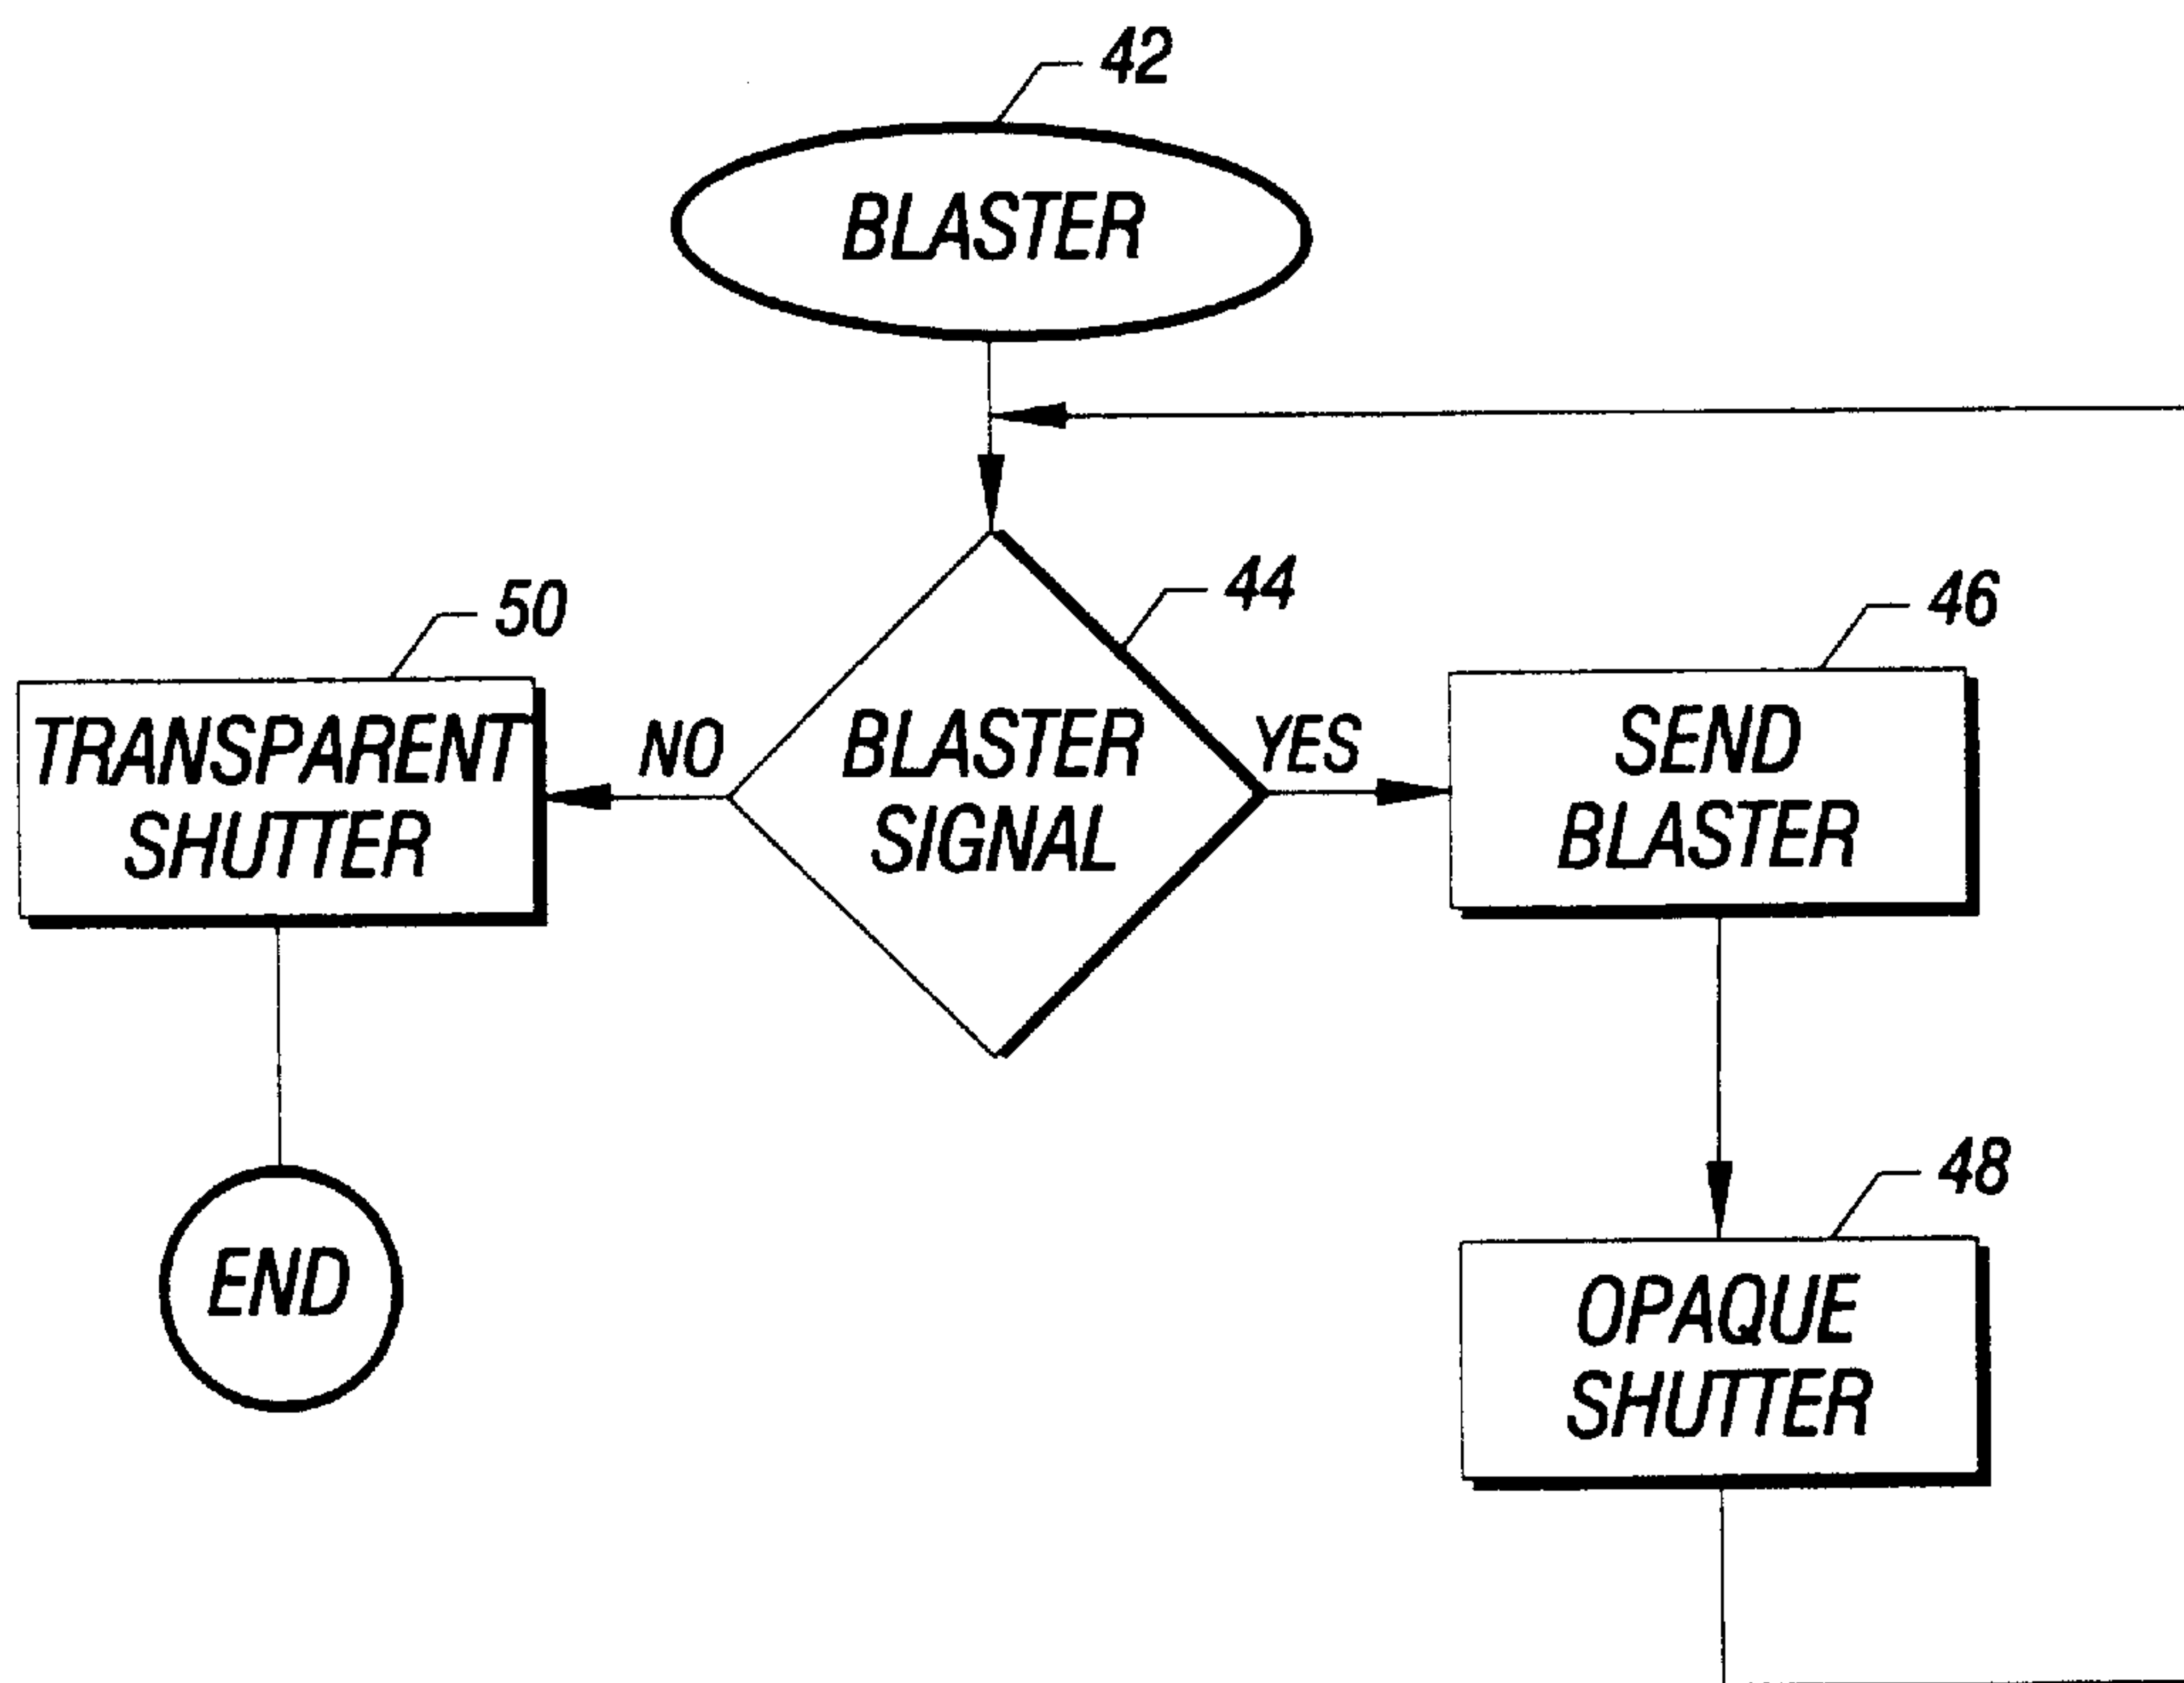 42
BLASTER
44
BLASTER
SIGNAL
NO
YES
50
TRANSPARENT
SHUTTER
46
SEND
BLASTER
END
48
OPAQUE
SHUTTER